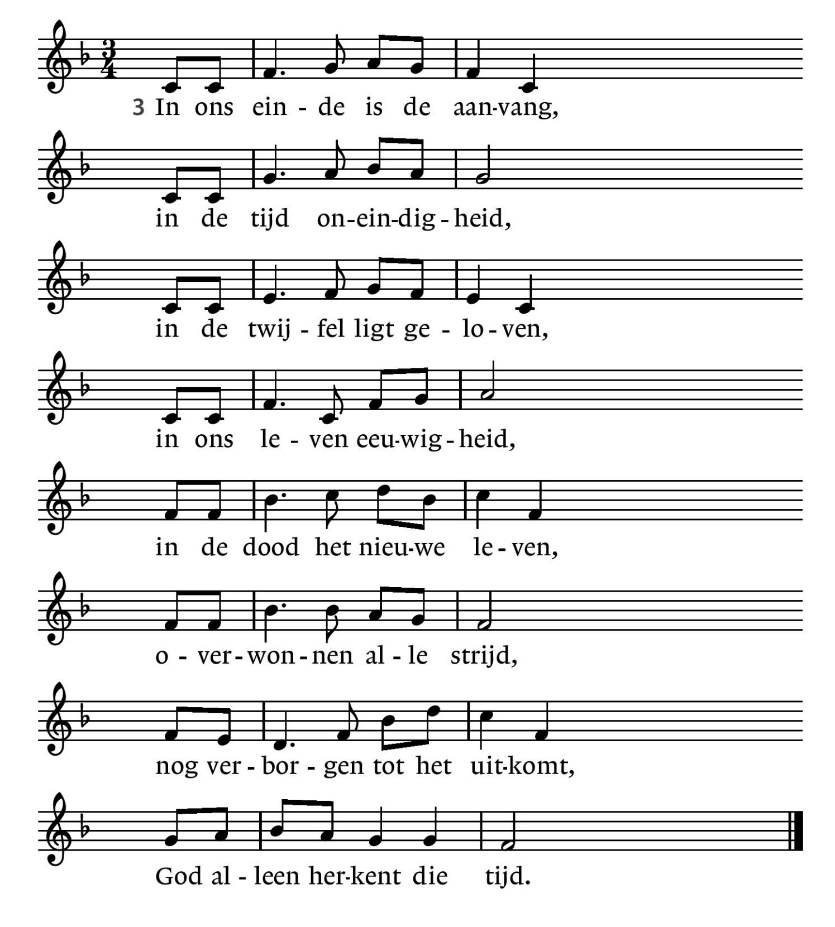 3 In ons ein - de is de aan-vang,
in de tijd on-ein-dig-heid,
in de twij - fel ligt ge - lo - ven,
in ons le - ven eeu-wig-heid,
in de dood het nieu-we le - ven,
o - ver-won-nen al - le strijd,
nog ver-bor - gen tot het uit-komt,
God al - leen her-kent die tijd.